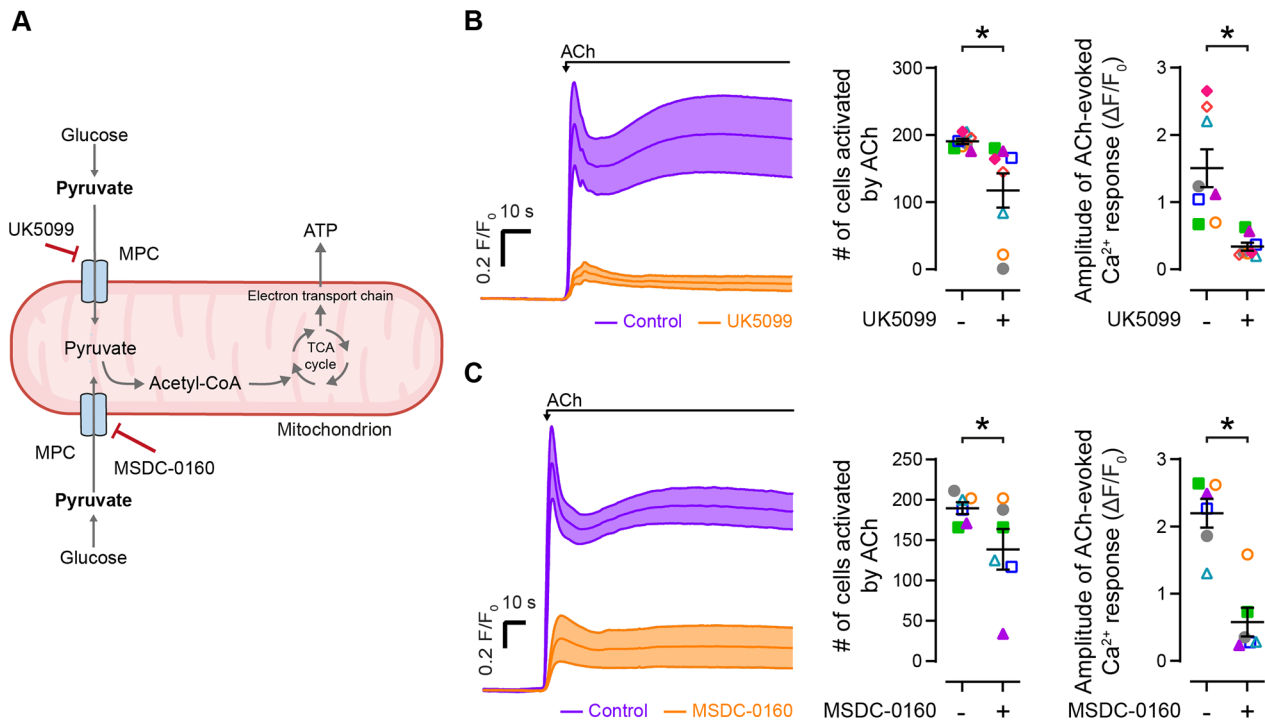 A
Glucose
Pyruvate
UK5099
MPC
ATP
Electron transport chain
Pyruvate
TCA
cycle
Acetyl-CoA
Mitochondrion
MPC
MSDC-0160
Pyruvate
Glucose
B
ACh
0.2 F/F0
10 s
Control
UK5099
# of cells activated
by ACh
300
200
100
0
*
UK5099
-
+
Amplitude of ACh-evoked
Ca2+ response (ΔF/F0)
3
2
1
0
*
UK5099
-
+
C
ACh
0.2 F/F0
10 s
Control
MSDC-0160
# of cells activated
by ACh
250
200
150
100
50
0
*
MSDC-0160
-
+
Amplitude of ACh-evoked
Ca2+ response (ΔF/F0)
3
2
1
0
*
MSDC-0160
-
+